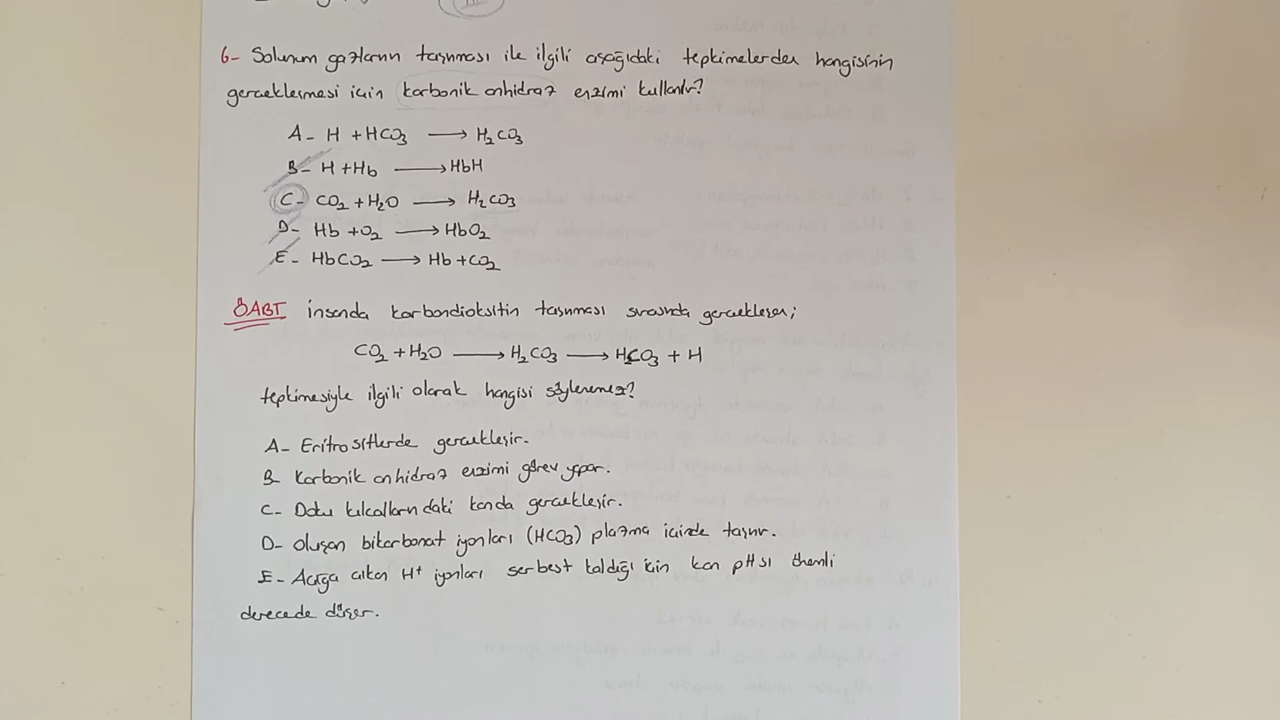 6- Solunum gazlarının taşınması ile ilgili aşağıdaki tepkimelerden hangisinin
gerçekleşmesi için karbonik anhidraz enzimi kullanılır?
A- H + HCO3 → H2CO3
B- H + Hb → HbH
C- CO2 + H2O → H2CO3
D- Hb + O2 → HbO2
E- HbCO2 → Hb + CO2
ÖABT İnsanda karbondioksitin taşınması sırasında gerçekleşen;
CO2 + H2O → H2CO3 → HCO3 + H
tepkimesiyle ilgili olarak hangisi söylenemez?
A- Eritrositlerde gerçekleşir.
B- Karbonik anhidraz enzimi görev yapar.
C- Doku kılcallarındaki kanda gerçekleşir.
D- Oluşan bikarbonat iyonları (HCO3) plazma içinde taşınır.
E- Açığa çıkan H+ iyonları serbest kaldığı için kan pH sı önemli
derecede düşer.